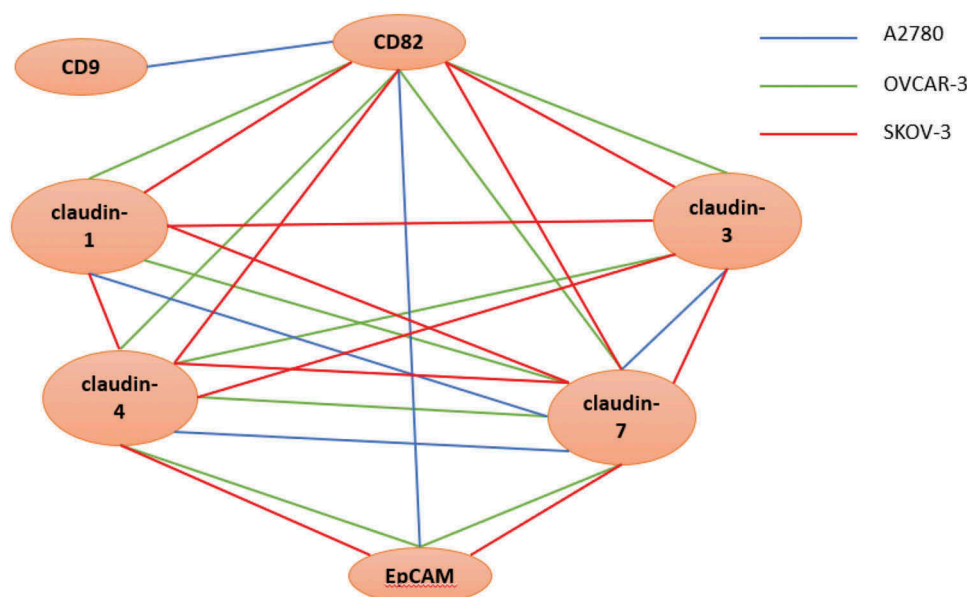 CD82
CD9
A2780
OVCAR-3
SKOV-3
claudin-
1
claudin-
3
claudin-
4
claudin-
7
EpCAM